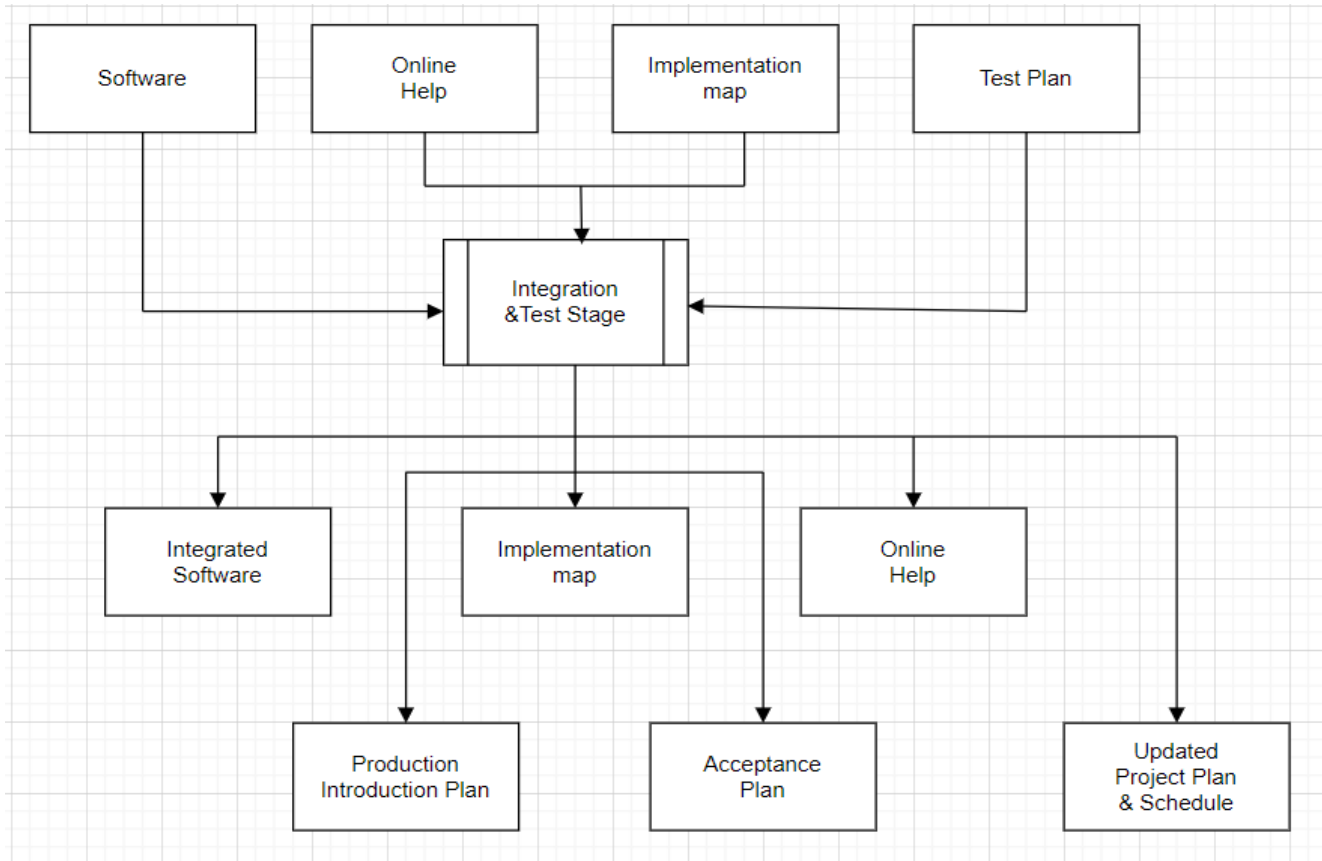 Software
Online
Help
Implementation
map
Test Plan
Integration
&Test Stage
Integrated
Software
Implementation
map
Online
Help
Production
Introduction Plan
Acceptance
Plan
Updated
Project Plan
& Schedule